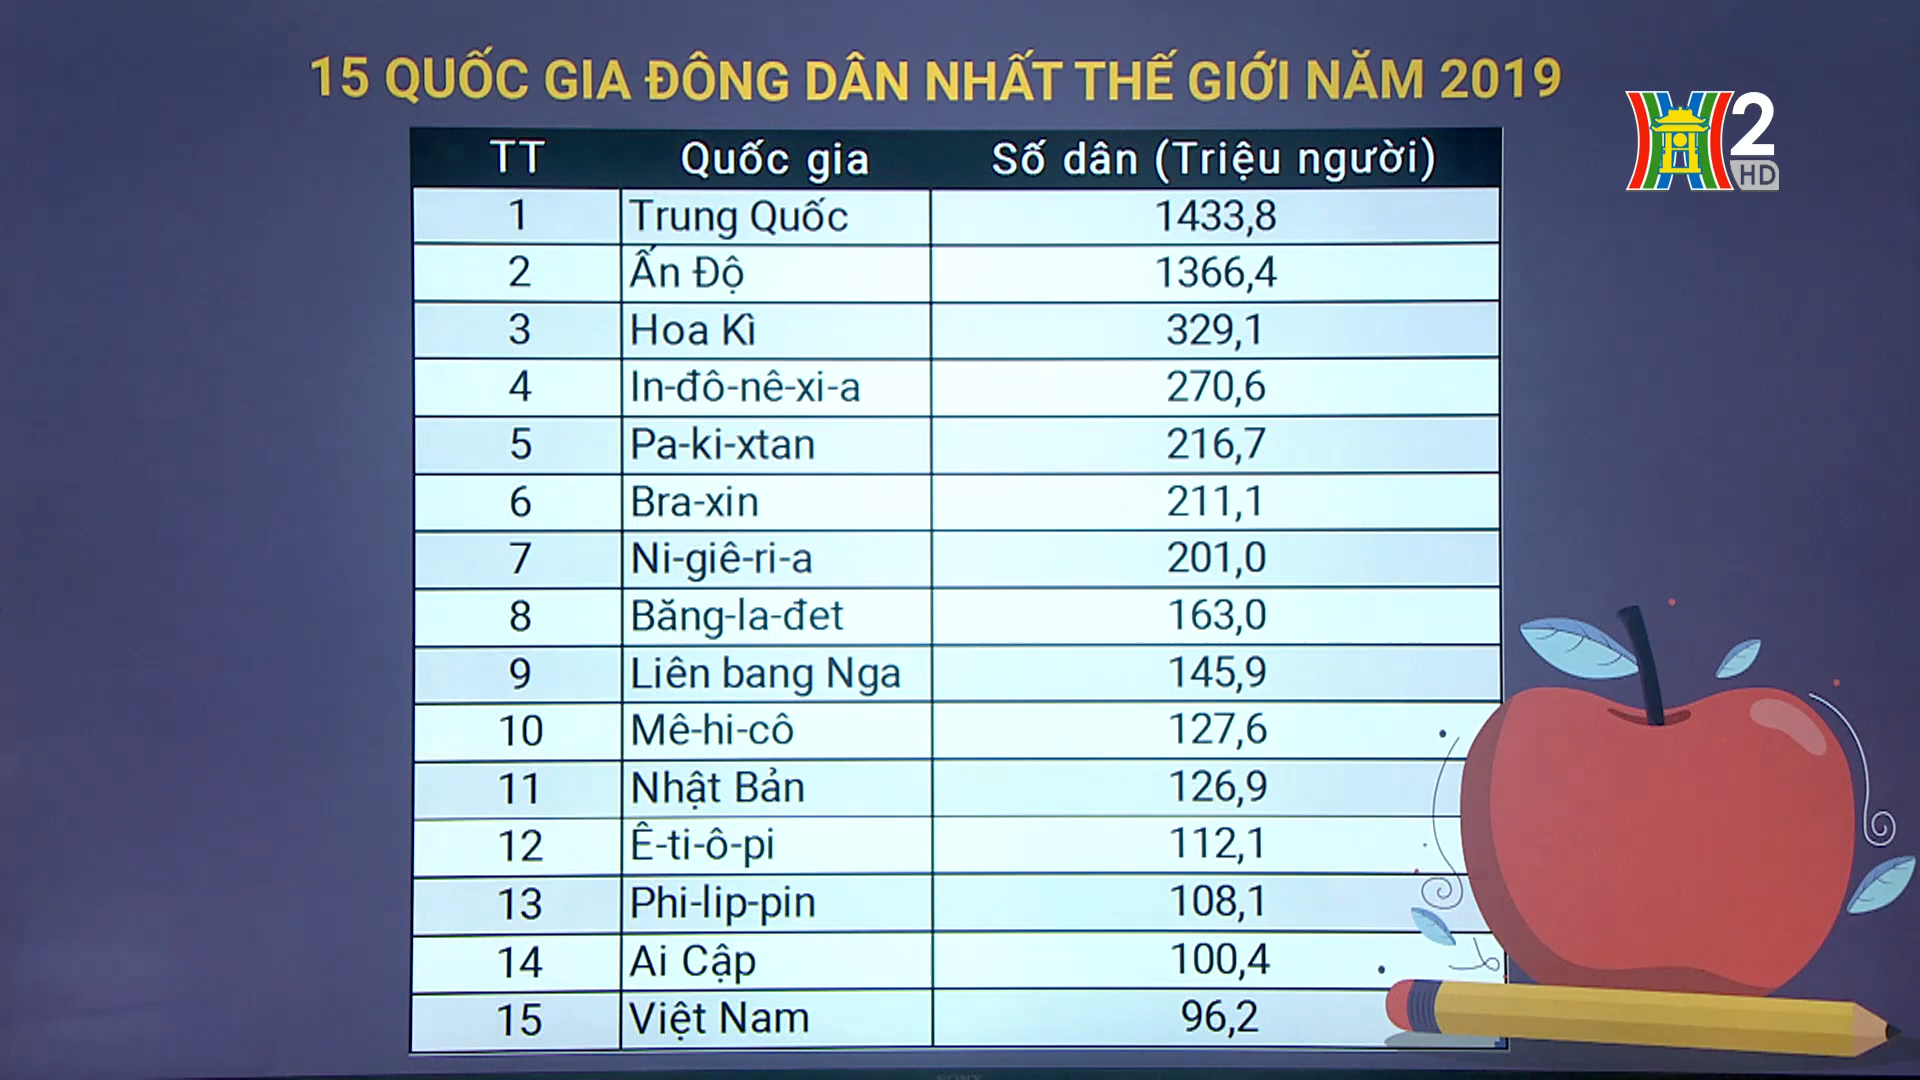 15 QUỐC GIA ĐÔNG DÂN NHẤT THẾ GIỚI NĂM 2019
2
HD
TT Quốc gia Số dân (Triệu người)
1 Trung Quốc 1433,8
2 Ấn Độ 1366,4
3 Hoa Kì 329,1
4 In-đô-nê-xi-a 270,6
5 Pa-ki-xtan 216,7
6 Bra-xin 211,1
7 Ni-giê-ri-a 201,0
8 Băng-la-đet 163,0
9 Liên bang Nga 145,9
10 Mê-hi-cô 127,6
11 Nhật Bản 126,9
12 Ê-ti-ô-pi 112,1
13 Phi-lip-pin 108,1
14 Ai Cập 100,4
15 Việt Nam 96,2
SONY